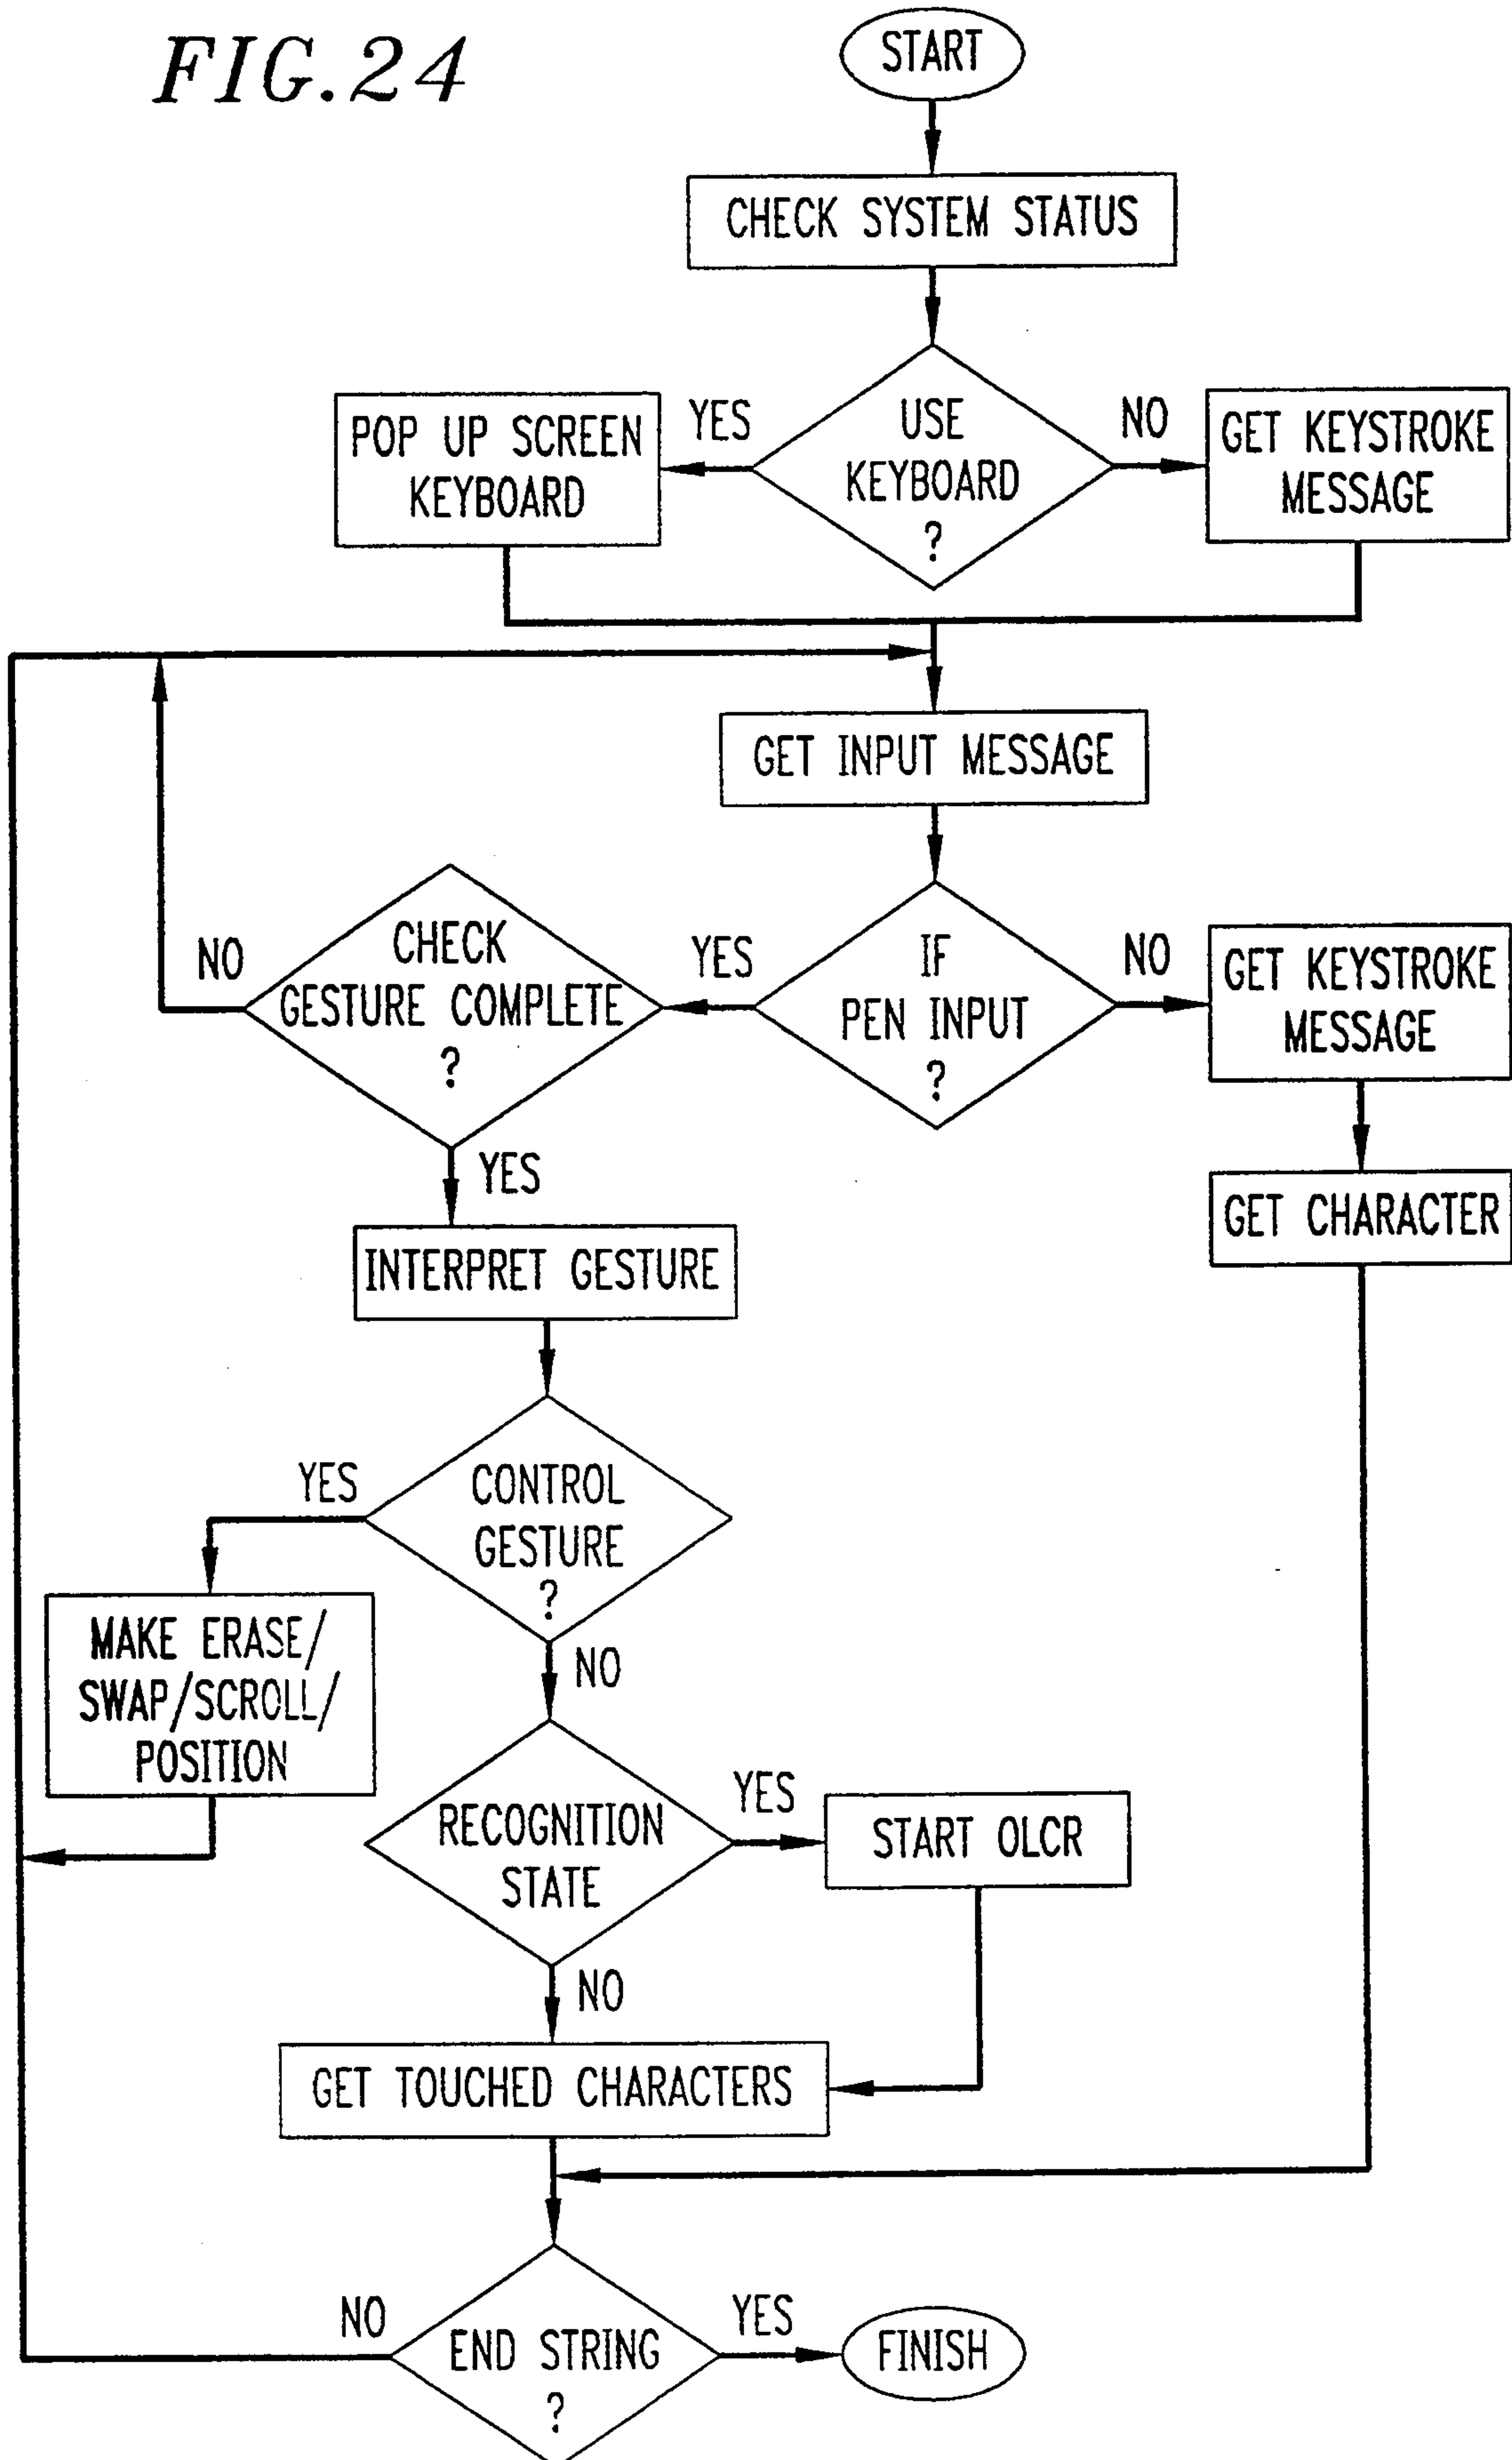 FIG.24
START
CHECK SYSTEM STATUS
USE
KEYBOARD
?
YES
NO
POP UP SCREEN
KEYBOARD
GET KEYSTROKE
MESSAGE
GET INPUT MESSAGE
IF
PEN INPUT
?
YES
NO
CHECK
GESTURE COMPLETE
?
NO
YES
GET KEYSTROKE
MESSAGE
GET CHARACTER
INTERPRET GESTURE
CONTROL
GESTURE
?
YES
NO
MAKE ERASE/
SWAP/SCROLL/
POSITION
RECOGNITION
STATE
YES
NO
START OLCR
GET TOUCHED CHARACTERS
END STRING
?
NO
YES
FINISH